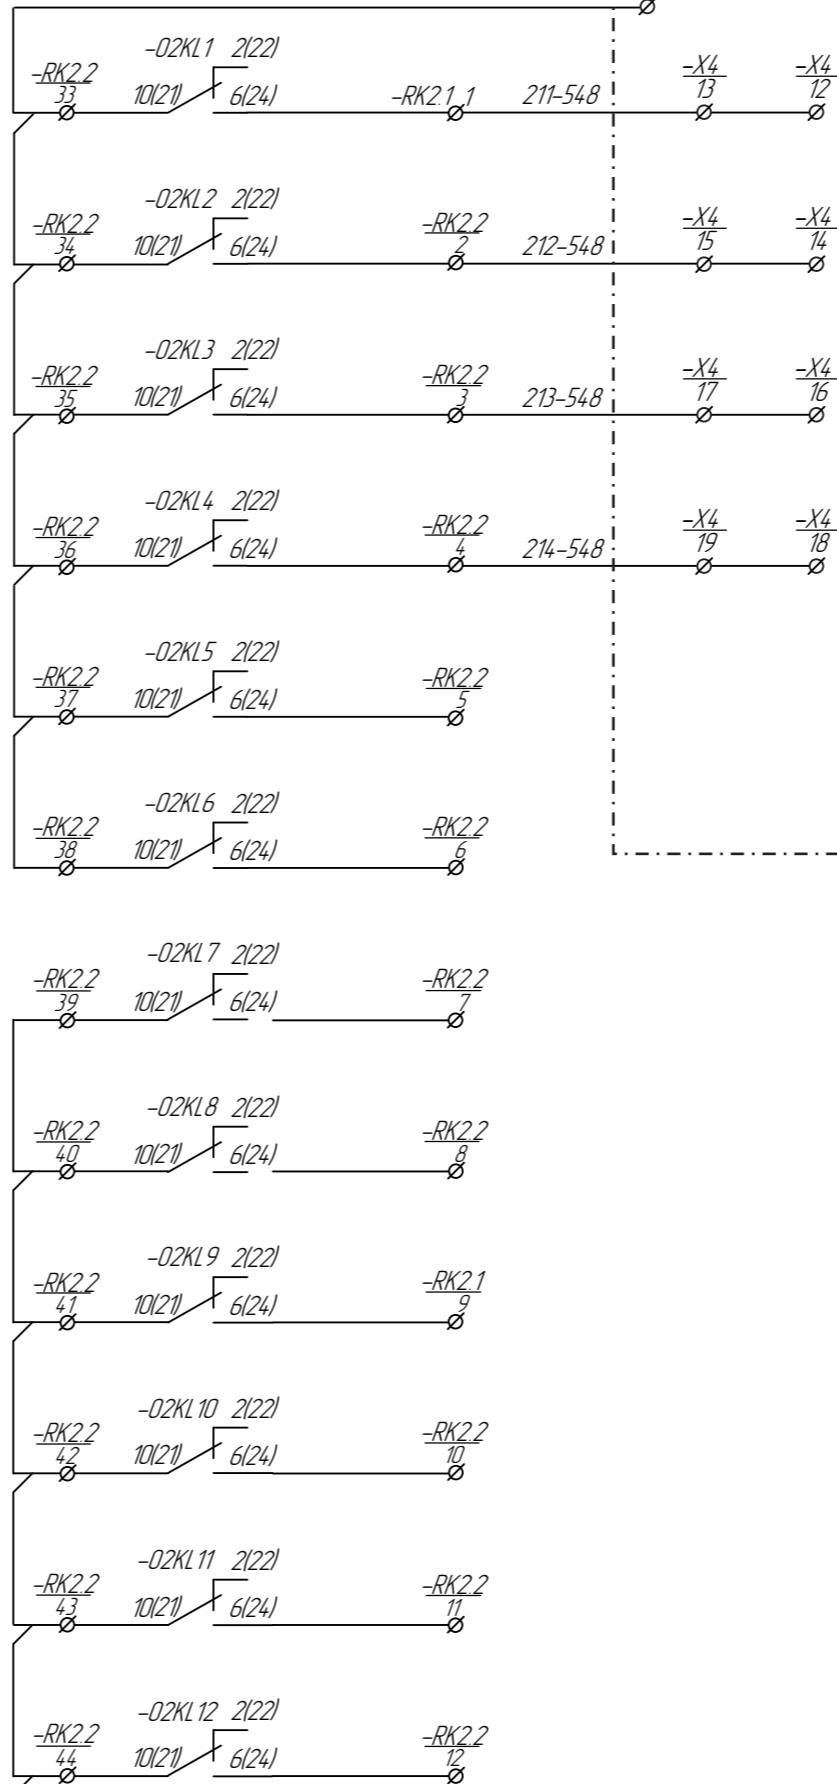 -02KL1 2(22)
-RK2.2 -X4 -X4
33 10(21) 6(24) -RK2.1 1 211-548 13 12
-02KL2 2(22)
-RK2.2 -RK2.2 -X4 -X4
34 10(21) 6(24) 2 212-548 15 14
-02KL3 2(22)
-RK2.2 -RK2.2 -X4 -X4
35 10(21) 6(24) 3 213-548 17 16
-02KL4 2(22)
-RK2.2 -RK2.2 -X4 -X4
36 10(21) 6(24) 4 214-548 19 18
-02KL5 2(22)
-RK2.2 -RK2.2
37 10(21) 6(24) 5
-02KL6 2(22)
-RK2.2 -RK2.2
38 10(21) 6(24) 6
-02KL7 2(22)
-RK2.2 -RK2.2
39 10(21) 6(24) 7
-02KL8 2(22)
-RK2.2 -RK2.2
40 10(21) 6(24) 8
-02KL9 2(22)
-RK2.2 -RK2.1
41 10(21) 6(24) 9
-02KL10 2(22)
-RK2.2 -RK2.2
42 10(21) 6(24) 10
-02KL11 2(22)
-RK2.2 -RK2.2
43 10(21) 6(24) 11
-02KL12 2(22)
-RK2.2 -RK2.2
44 10(21) 6(24) 12